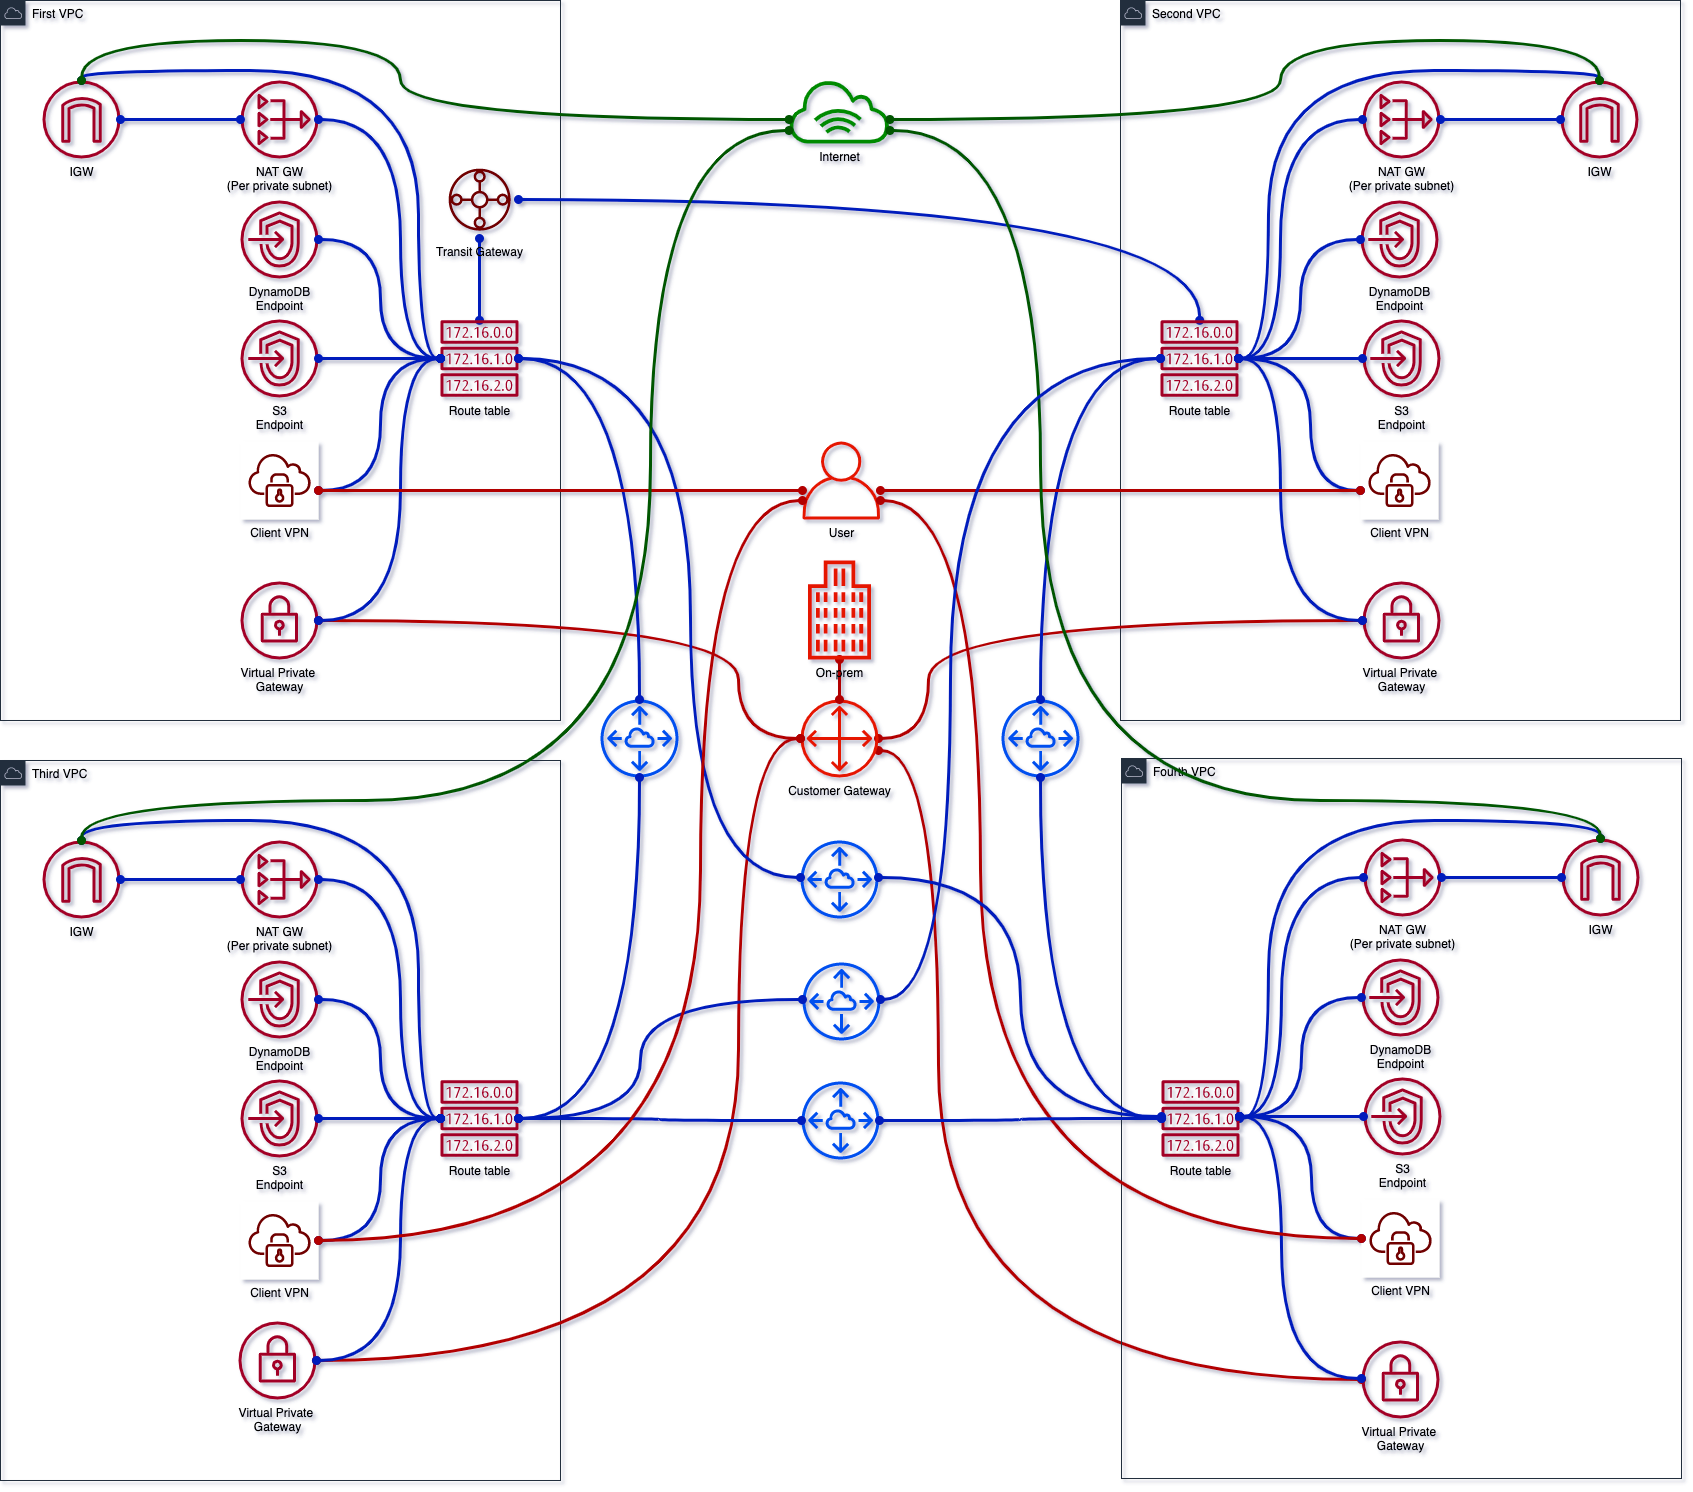 First VPC
IGW
NAT GW
(Per private subnet)
DynamoDB
Endpoint
S3
Endpoint
Client VPN
Virtual Private
Gateway
Transit Gateway
172.16.0.0
172.16.1.0
172.16.2.0
Route table
Internet
User
On-prem
Customer Gateway
Second VPC
172.16.0.0
172.16.1.0
172.16.2.0
Route table
NAT GW
(Per private subnet)
IGW
DynamoDB
Endpoint
S3
Endpoint
Client VPN
Virtual Private
Gateway
Third VPC
IGW
NAT GW
(Per private subnet)
DynamoDB
Endpoint
S3
Endpoint
Client VPN
Virtual Private
Gateway
172.16.0.0
172.16.1.0
172.16.2.0
Route table
Fourth VPC
172.16.0.0
172.16.1.0
172.16.2.0
Route table
NAT GW
(Per private subnet)
IGW
DynamoDB
Endpoint
S3
Endpoint
Client VPN
Virtual Private
Gateway